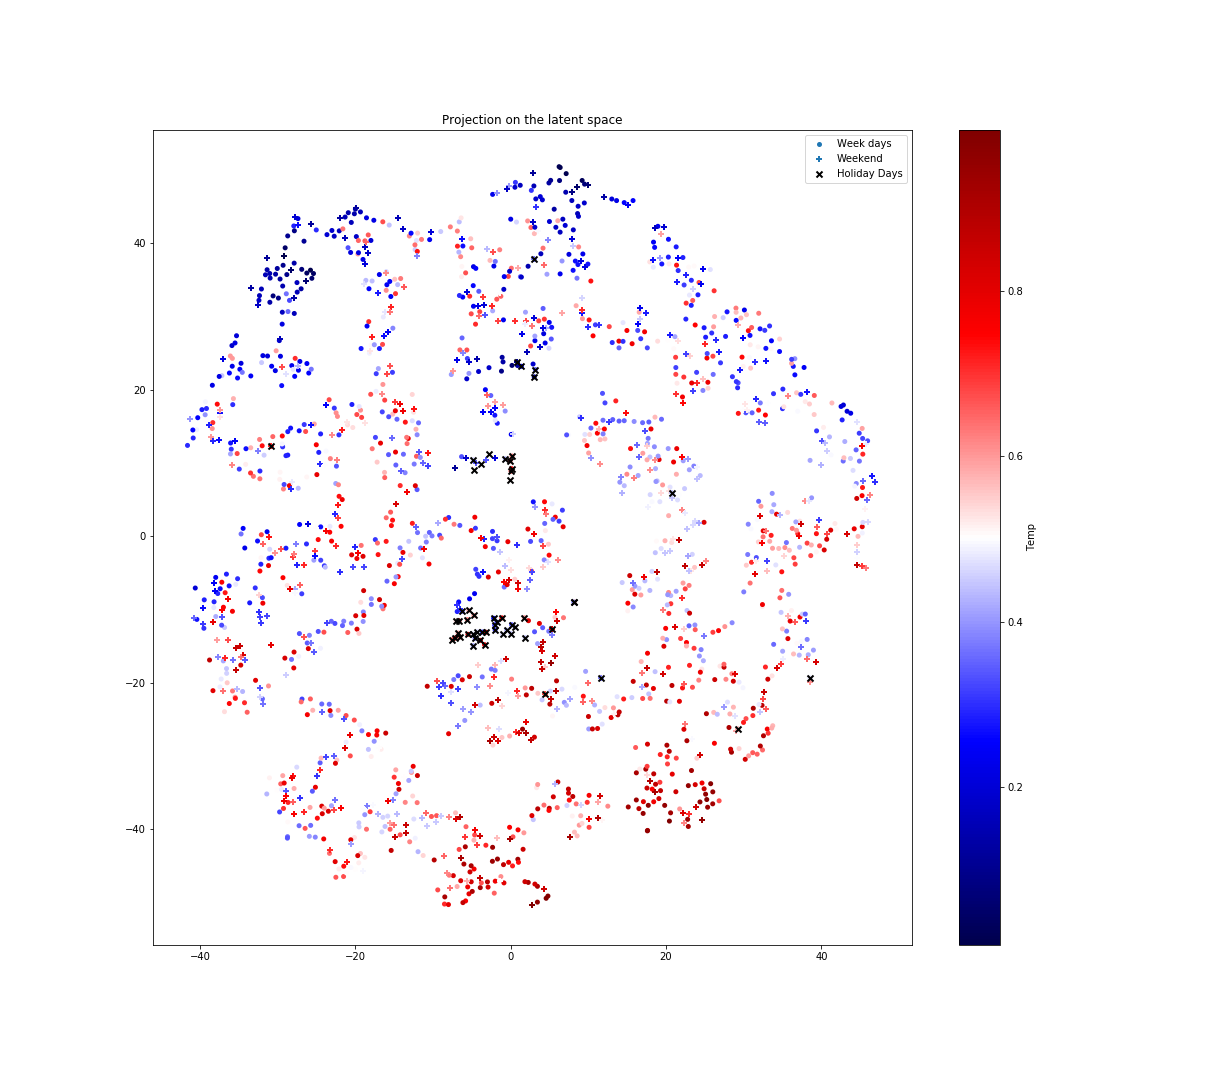 Projection on the latent space
Week days
Weekend
Holiday Days
40
20
0
−20
−40
−40
−20
0
20
40
0.8
0.6
0.4
0.2
Temp